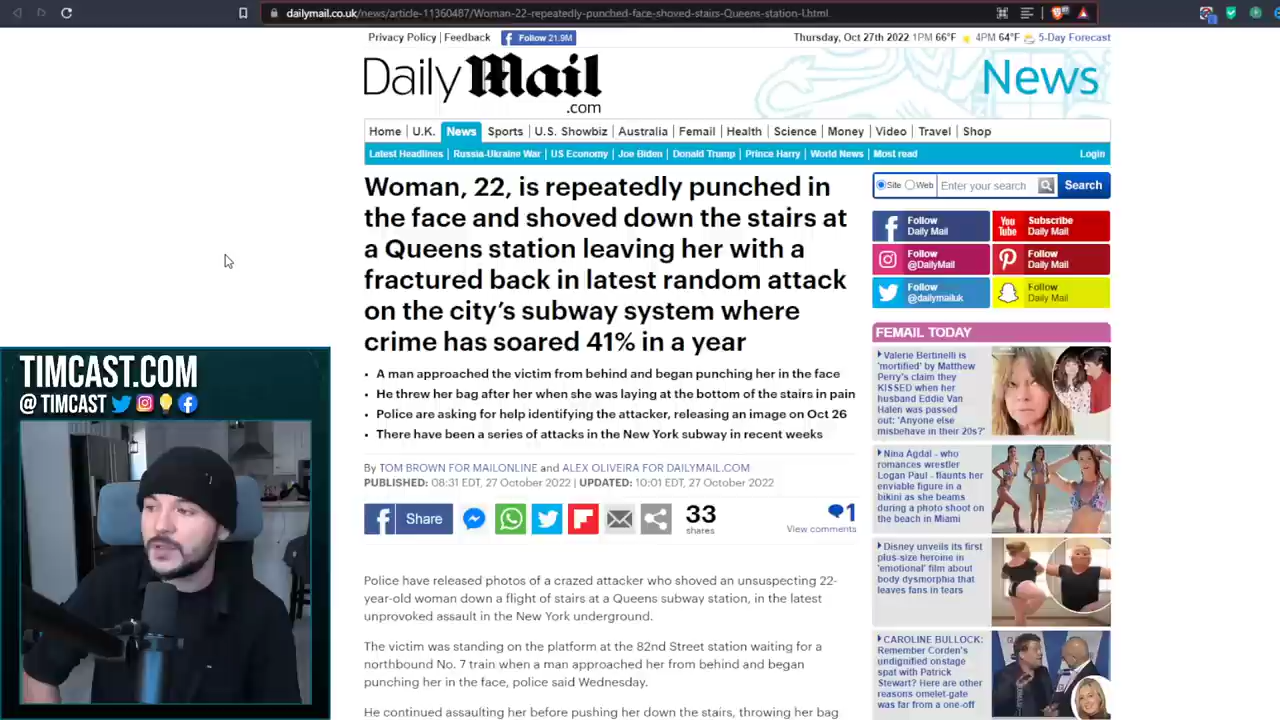 dailymail.co.uk/news/article-11360487/Woman-22-repeatedly-punched-face-shoved-stairs-Queens-station-l.html
Privacy Policy | Feedback
Follow 21.9M
Thursday, Oct 27th 2022 1PM 66°F 4PM 64°F 5-Day Forecast
Daily Mail
.com
News
Home | U.K. News Sports | U.S. Showbiz | Australia | Femail | Health | Science | Money | Video | Travel | Shop
Latest Headlines | Russia-Ukraine War | US Economy | Joe Biden | Donald Trump | Prince Harry | World News | Most read Login
Woman, 22, is repeatedly punched in
the face and shoved down the stairs at
a Queens station leaving her with a
fractured back in latest random attack
on the city’s subway system where
crime has soared 41% in a year
• A man approached the victim from behind and began punching her in the face
• He threw her bag after her when she was laying at the bottom of the stairs in pain
• Police are asking for help identifying the attacker, releasing an image on Oct 26
• There have been a series of attacks in the New York subway in recent weeks
By TOM BROWN FOR MAILONLINE and ALEX OLIVEIRA FOR DAILYMAIL.COM
PUBLISHED: 08:31 EDT, 27 October 2022 | UPDATED: 10:01 EDT, 27 October 2022
Share
33
shares
1
View comments
Police have released photos of a crazed attacker who shoved an unsuspecting 22-
year-old woman down a flight of stairs at a Queens subway station, in the latest
unprovoked assault in the New York underground.
The victim was standing on the platform at the 82nd Street station waiting for a
northbound No. 7 train when a man approached her from behind and began
punching her in the face, police said Wednesday.
He continued assaulting her before pushing her down the stairs, throwing her bag
Site Web Enter your search Search
Follow
Daily Mail
You
Tube
Subscribe
Daily Mail
Follow
@DailyMail
Follow
Daily Mail
Follow
@dailymailuk
Follow
Daily Mail
FEMAIL TODAY
Valerie Bertinelli is
'mortified' by Matthew
Perry's claim they
KISSED when her
husband Eddie Van
Halen was passed
out: 'Anyone else
misbehave in their 20s?'
Nina Agdal - who
romances wrestler
Logan Paul - flaunts her
enviable figure in a
bikini as she beams
during a photo shoot on
the beach in Miami
Disney unveils its first
plus-size heroine in
'emotional' film about
body dysmorphia that
leaves fans in tears
CAROLINE BULLOCK:
Remember Corden's
undignified onstage
spat with Patrick
Stewart? Here are other
reasons omelet-gate
was far from a one-off
TIMCAST.COM
@ TIMCAST